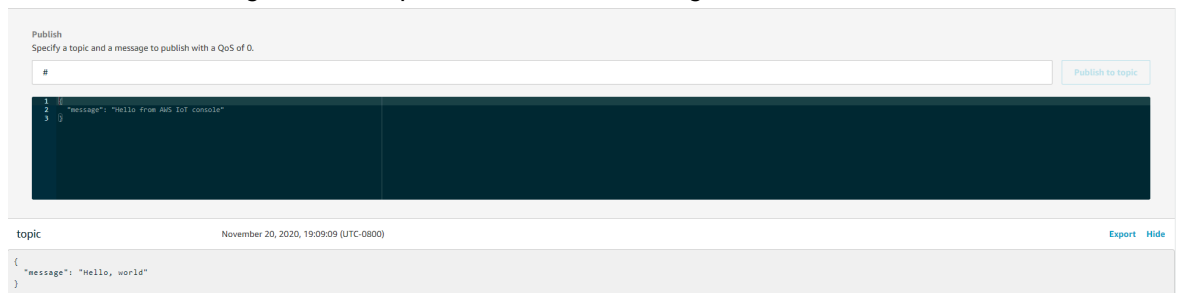 Publish
Specify a topic and a message to publish with a QoS of 0.
# Publish to topic
1 {
2 "message": "Hello from AWS IoT console"
3 }
topic November 20, 2020, 19:09:09 (UTC-0800) Export Hide
{
"message": "Hello, world"
}